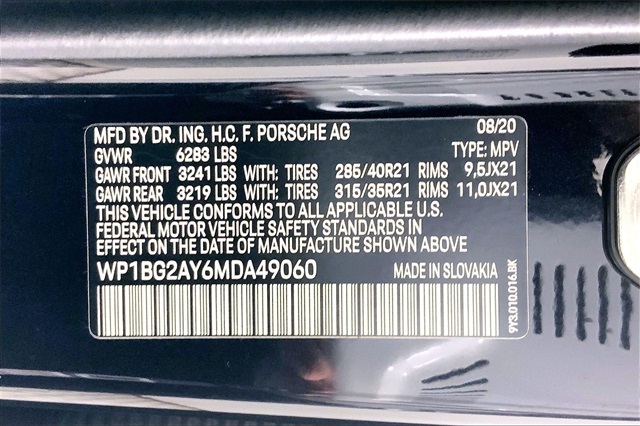 MFD BY DR. ING. H.C. F. PORSCHE AG 08/20
GVWR 6283 LBS TYPE: MPV
GAWR FRONT 3241 LBS WITH: TIRES 285/40R21 RIMS 9,5JX21
GAWR REAR 3219 LBS WITH: TIRES 315/35R21 RIMS 11,0JX21
THIS VEHICLE CONFORMS TO ALL APPLICABLE U.S.
FEDERAL MOTOR VEHICLE SAFETY STANDARDS IN
EFFECT ON THE DATE OF MANUFACTURE SHOWN ABOVE
WP1BG2AY6MDA49060 MADE IN SLOVAKIA
9Y3.010.016.BK